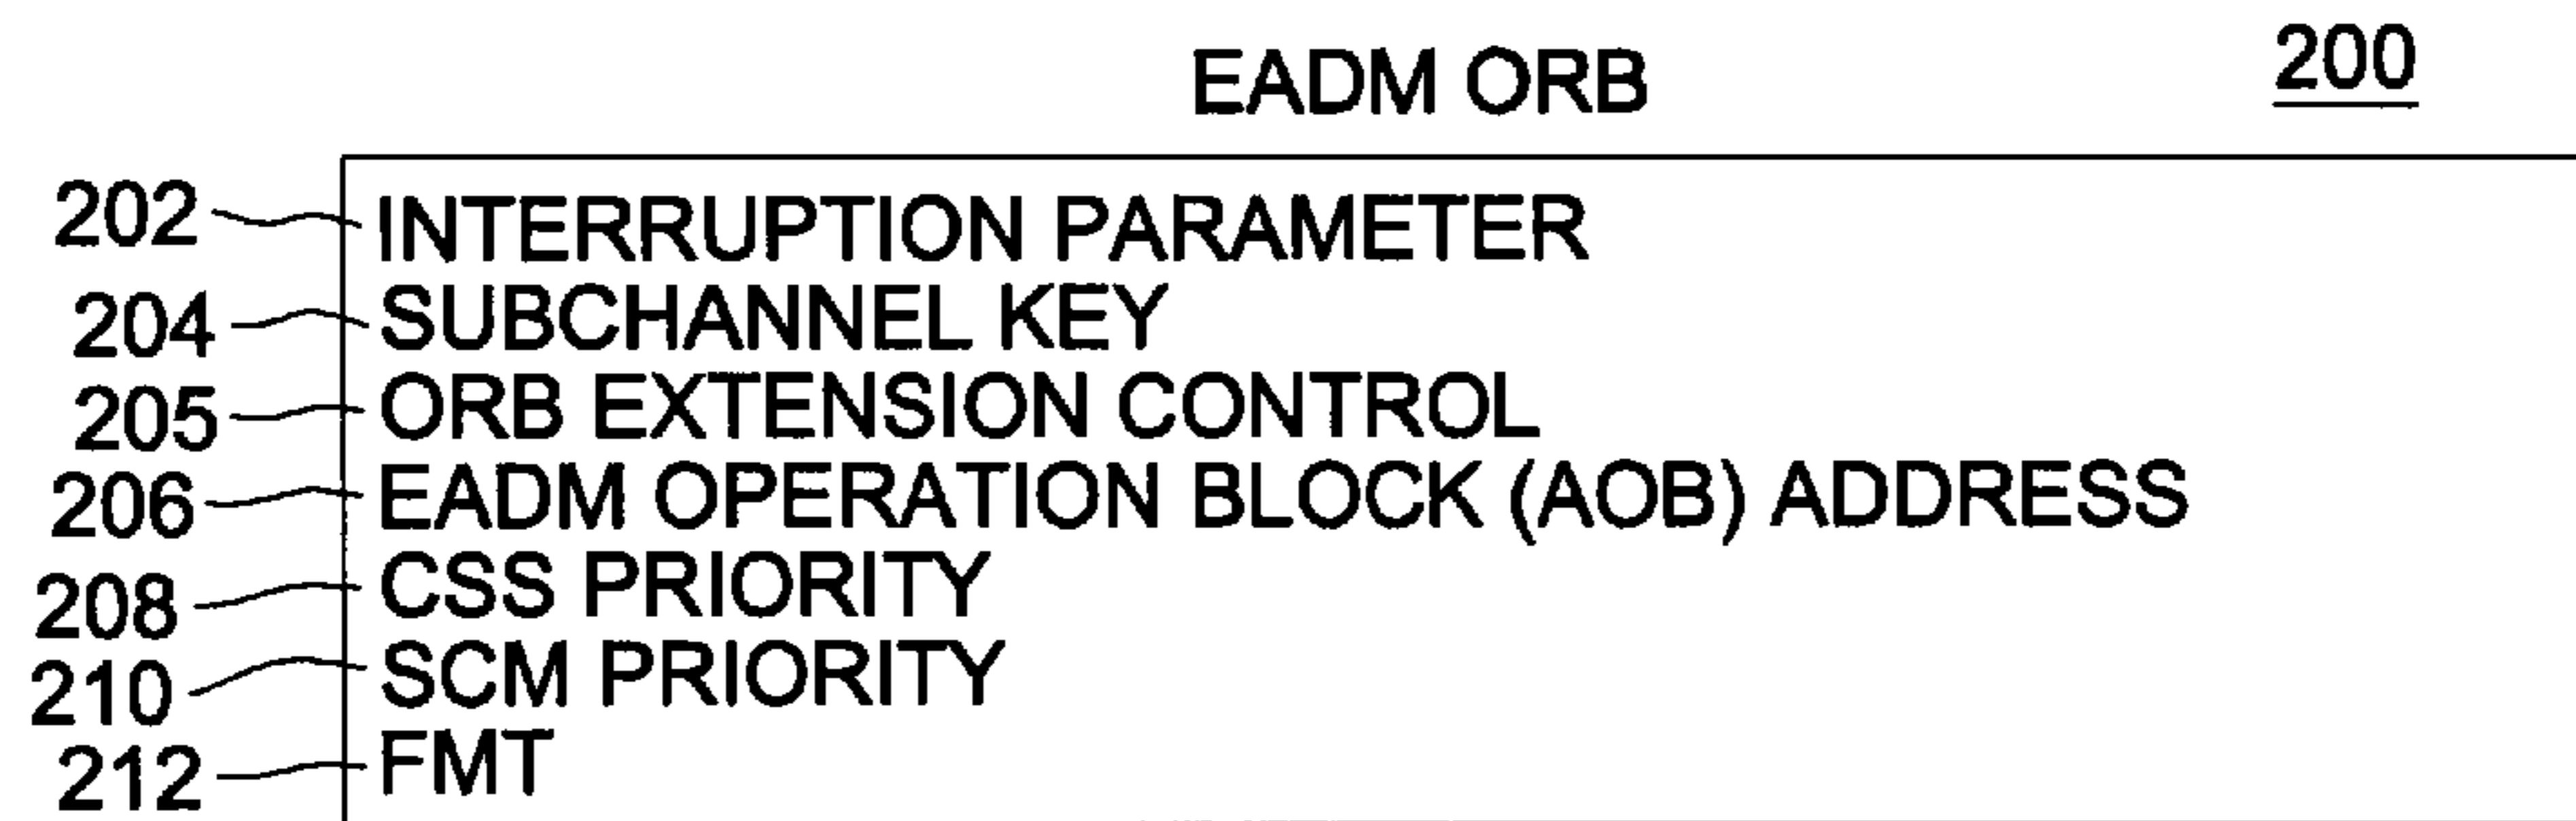 EADM ORB 200
202 INTERRUPTION PARAMETER
204 SUBCHANNEL KEY
205 ORB EXTENSION CONTROL
206 EADM OPERATION BLOCK (AOB) ADDRESS
208 CSS PRIORITY
210 SCM PRIORITY
212 FMT